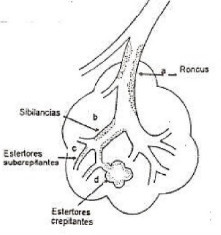 a
Roncus
Sibilancias
b
Estertores
subcrepitantes
c
d
Estertores
crepitantes